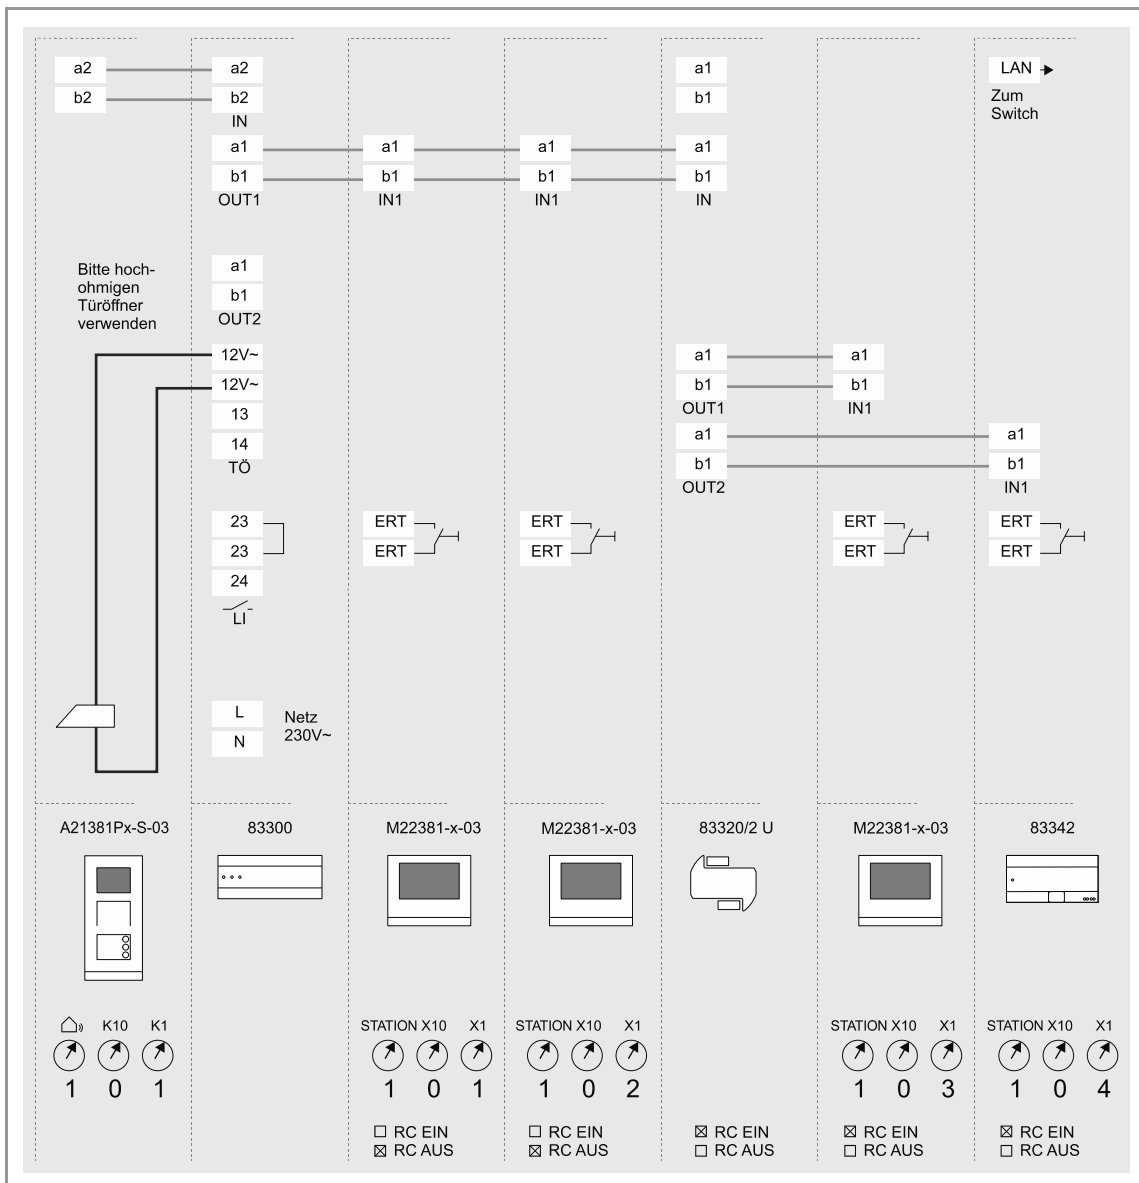 a2 a2 a1 LAN
b2 b2 b1 Zum
IN Switch
a1 a1 a1 a1
b1 b1 b1 b1
OUT1 IN1 IN1 IN
Bitte hoch-
ohmigen
Türöffner
verwenden
a1
b1
OUT2
12V~ a1 a1
12V~ b1 b1
13 OUT1 IN1
14 a1 a1
TÖ b1 b1
OUT2 IN1
23 ERT ERT ERT ERT
23 ERT ERT ERT ERT
24
LI
L Netz
N 230V~
A21381Px-S-03 83300 M22381-x-03 M22381-x-03 83320/2 U M22381-x-03 83342
K10 K1 STATION X10 X1 STATION X10 X1 STATION X10 X1 STATION X10 X1
1 0 1 1 0 1 1 0 2 1 0 3 1 0 4
RC EIN RC EIN RC EIN RC EIN RC EIN
RC AUS RC AUS RC AUS RC AUS RC AUS